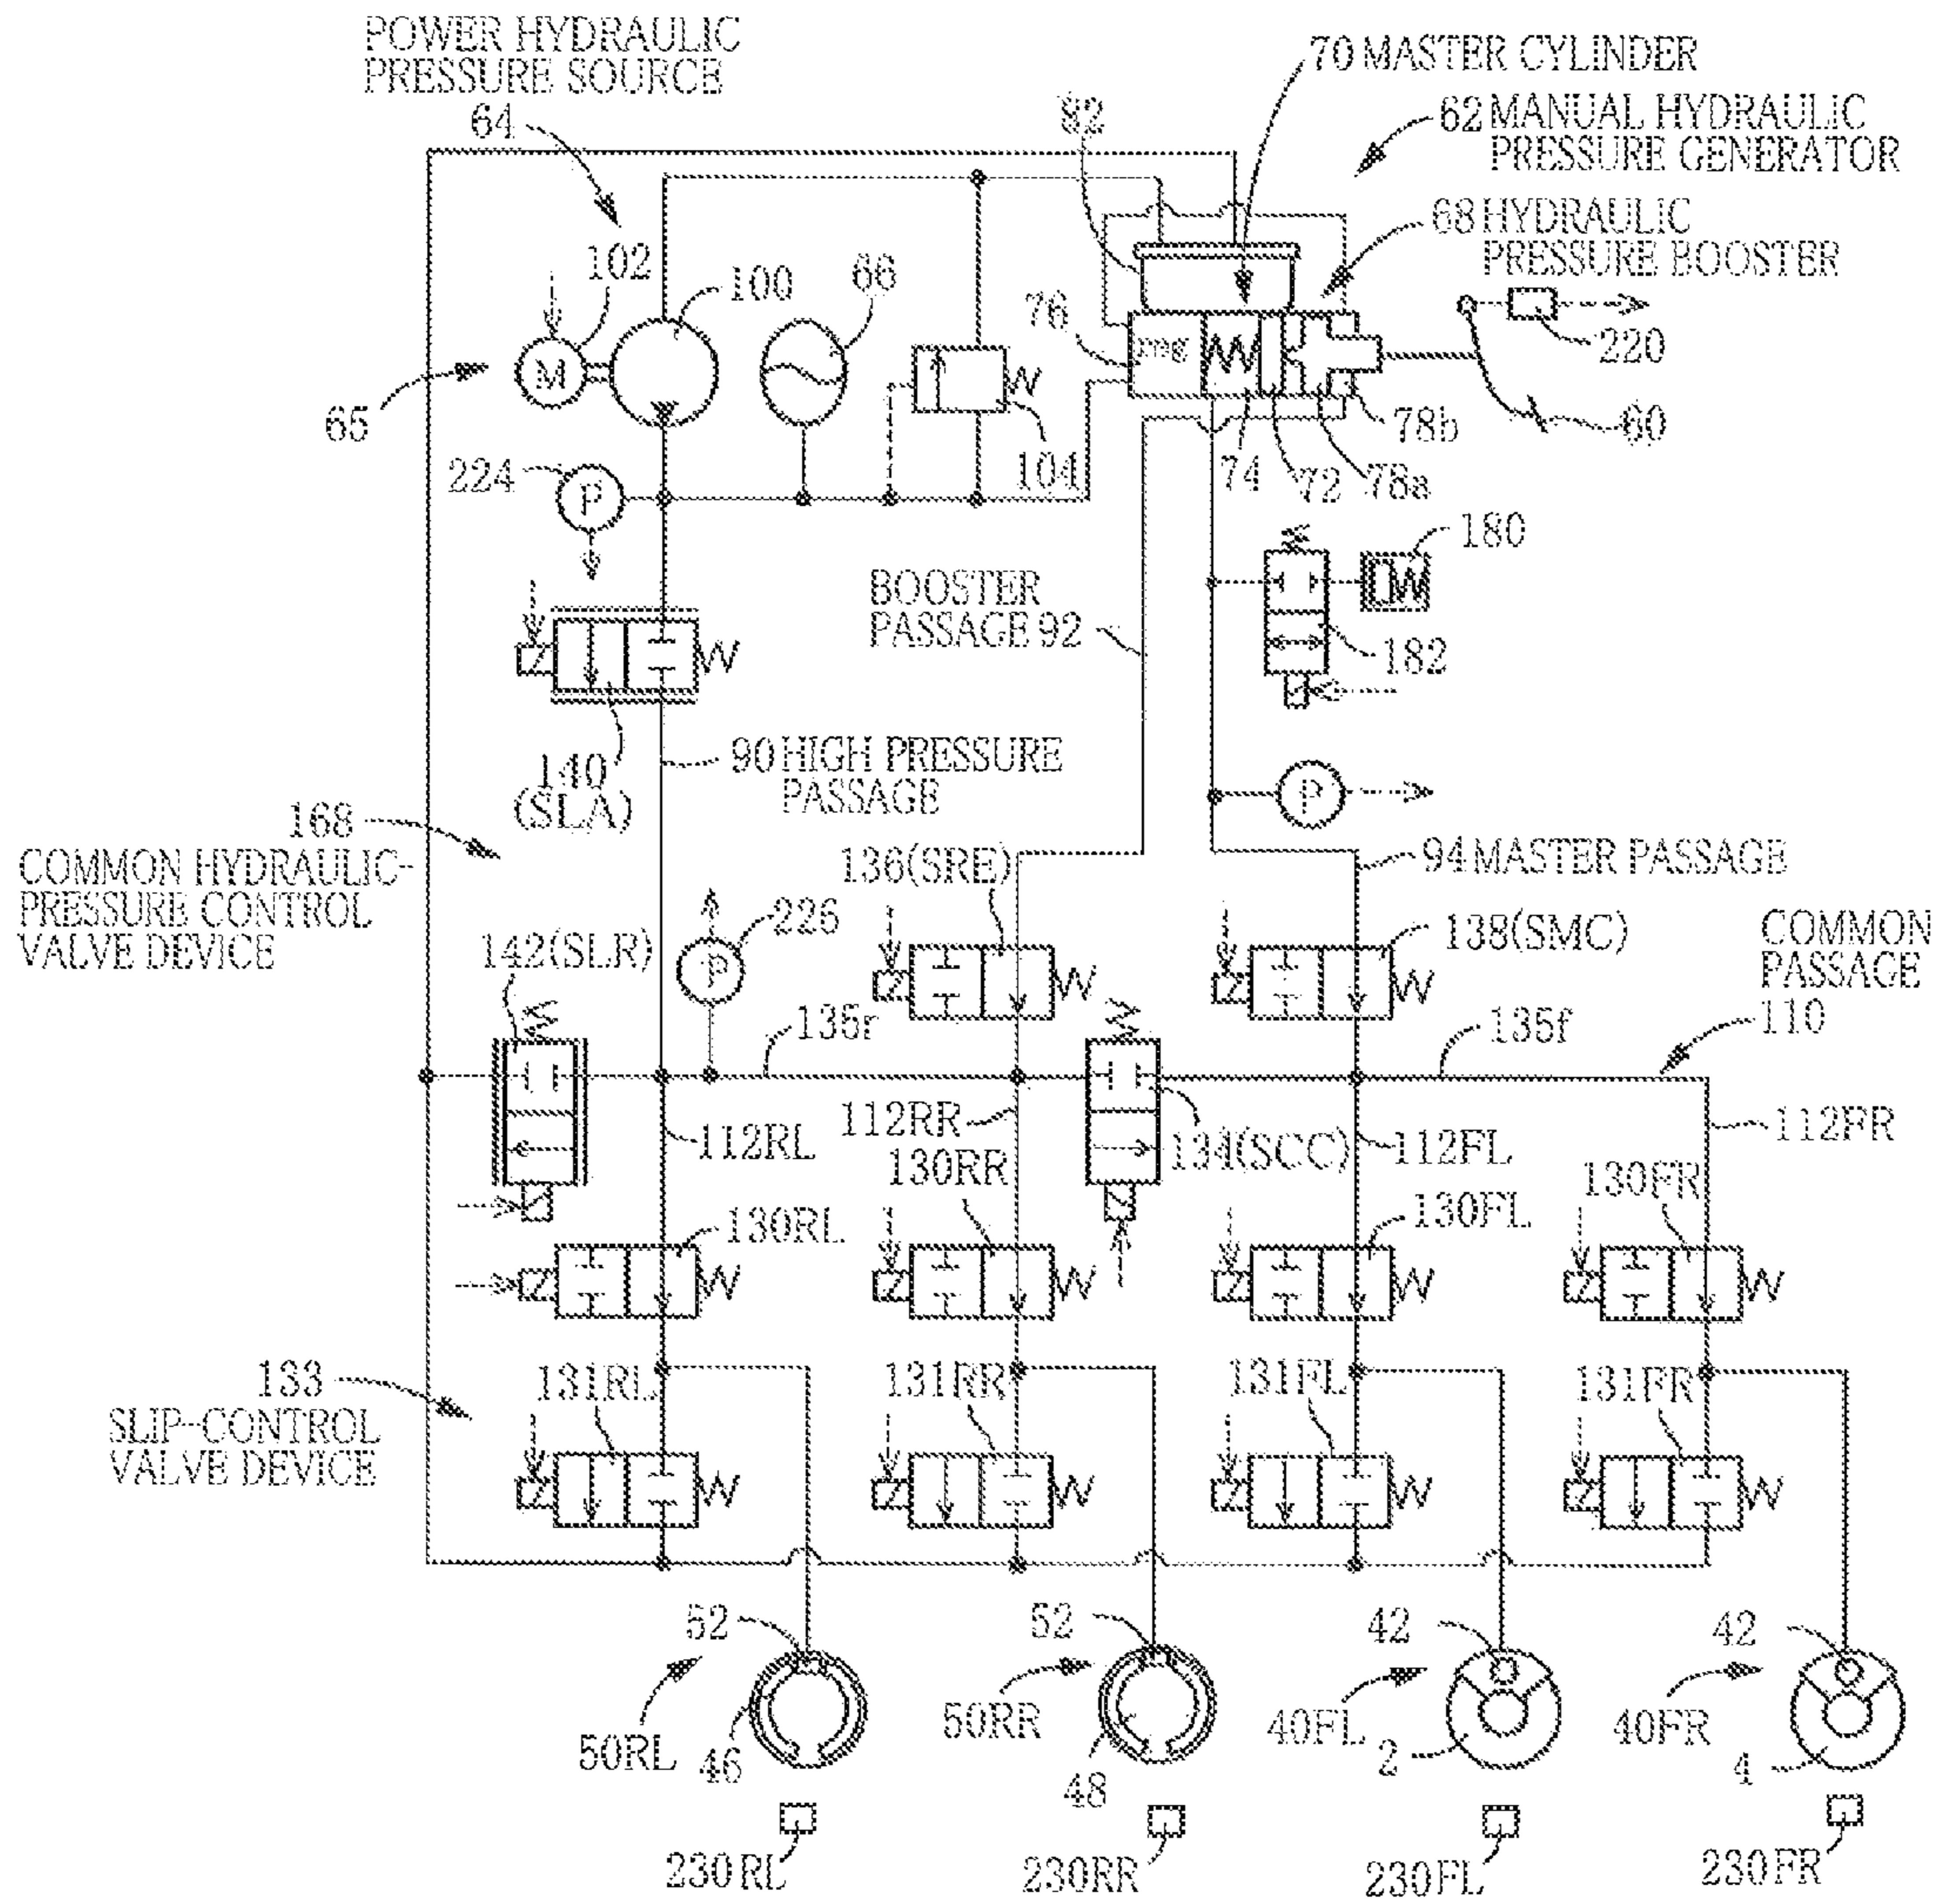 POWER HYDRAULIC
PRESSURE SOURCE
64
70 MASTER CYLINDER
82
62 MANUAL HYDRAULIC
PRESSURE GENERATOR
68 HYDRAULIC
PRESSURE BOOSTER
102
100
66
76
220
M
65
104
78b
60
224
P
74
72
78a
180
BOOSTER
PASSAGE 92
182
140
(SLA)
90 HIGH PRESSURE
PASSAGE
P
168
COMMON HYDRAULIC-
PRESSURE CONTROL
VALVE DEVICE
136(SRE)
94 MASTER PASSAGE
226
P
142(SLR)
138(SMC)
COMMON
PASSAGE
110
135r
135f
112RL
112RR
134(SCC)
112FL
112FR
130RL
130RR
130FL
130FR
133
SLIP-CONTROL
VALVE DEVICE
131RL
131RR
131FL
131FR
52
52
42
42
50RL
46
50RR
48
40FL
2
40FR
4
230RL
230RR
230FL
230FR